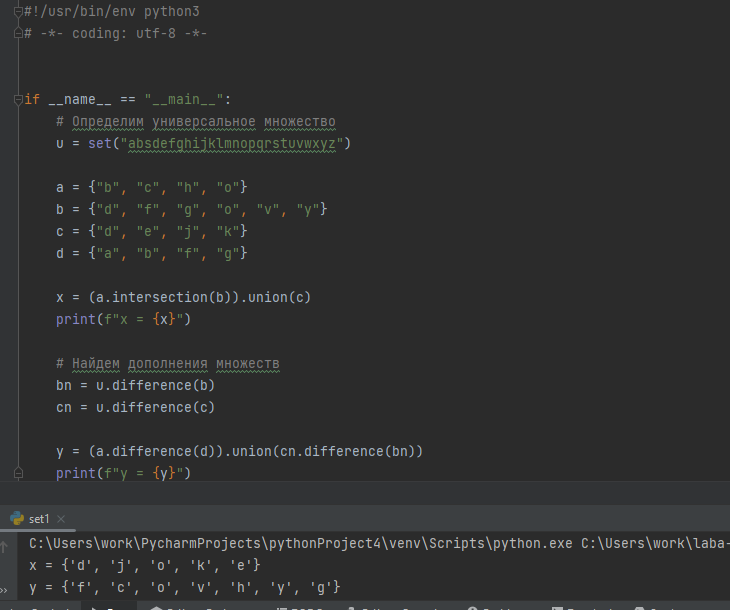 #!/usr/bin/env python3
# -*- coding: utf-8 -*-
if __name__ == "__main__":
# Определим универсальное множество
u = set("absdefghijklmnopqrstuvwxyz")
a = {"b", "c", "h", "o"}
b = {"d", "f", "g", "o", "v", "y"}
c = {"d", "e", "j", "k"}
d = {"a", "b", "f", "g"}
x = (a.intersection(b)).union(c)
print(f"x = {x}")
# Найдем дополнения множеств
bn = u.difference(b)
cn = u.difference(c)
y = (a.difference(d)).union(cn.difference(bn))
print(f"y = {y}")
set1
C:\Users\work\PycharmProjects\pythonProject4\venv\Scripts\python.exe C:\Users\work\laba-
x = {'d', 'j', 'o', 'k', 'e'}
y = {'f', 'c', 'o', 'v', 'h', 'y', 'g'}